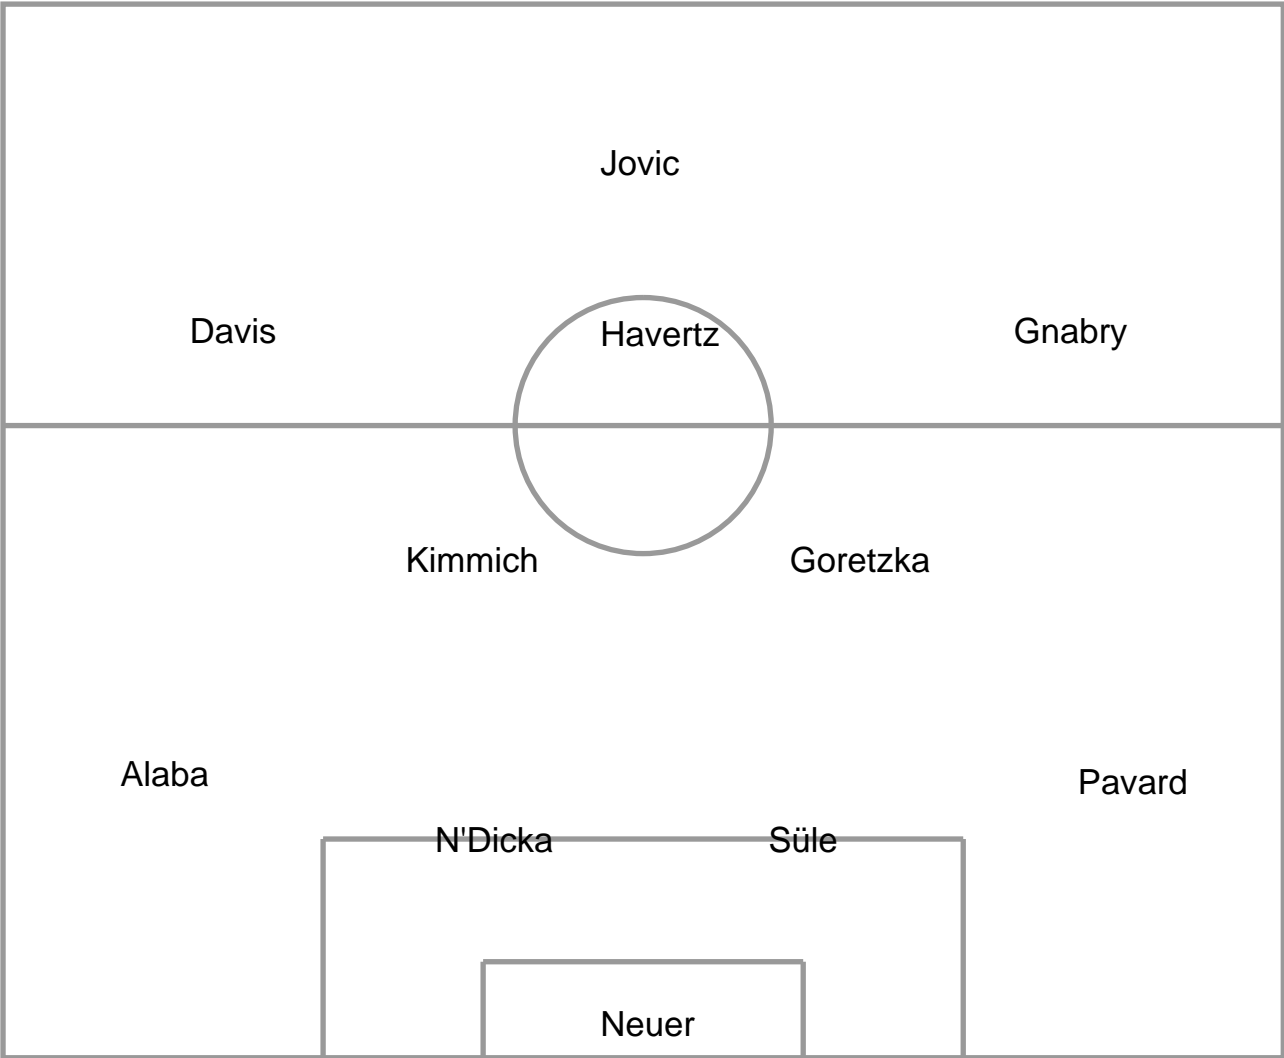 Jovic
Davis Havertz Gnabry
Kimmich Goretzka
Alaba Pavard
N'Dicka Süle
Neuer